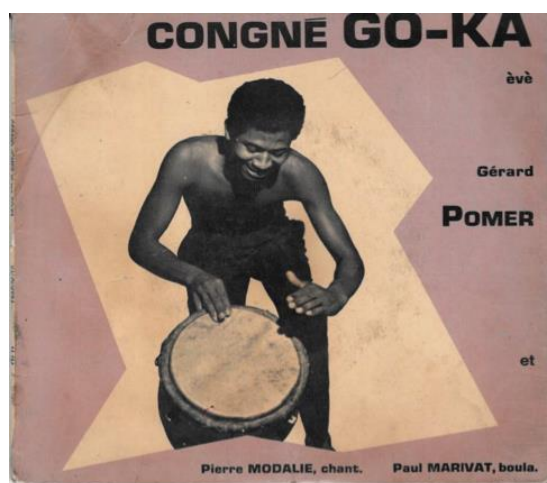 CONGNÉ GO-KA
èvè
Gérard
POMER
et
Pierre MODALIE, chant. Paul MARIVAT, boula.